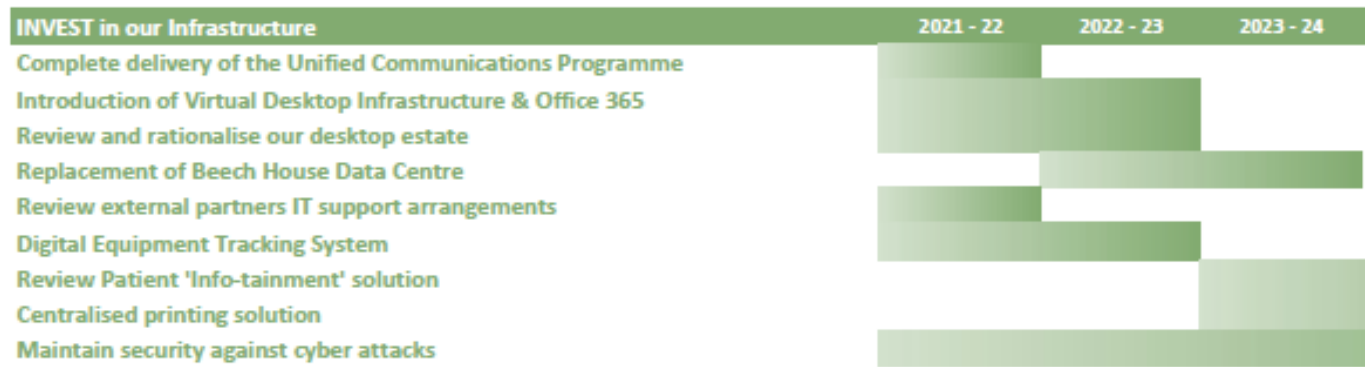 INVEST in our Infrastructure 2021 - 22 2022 - 23 2023 - 24
Complete delivery of the Unified Communications Programme
Introduction of Virtual Desktop Infrastructure & Office 365
Review and rationalise our desktop estate
Replacement of Beech House Data Centre
Review external partners IT support arrangements
Digital Equipment Tracking System
Review Patient 'Info-tainment' solution
Centralised printing solution
Maintain security against cyber attacks